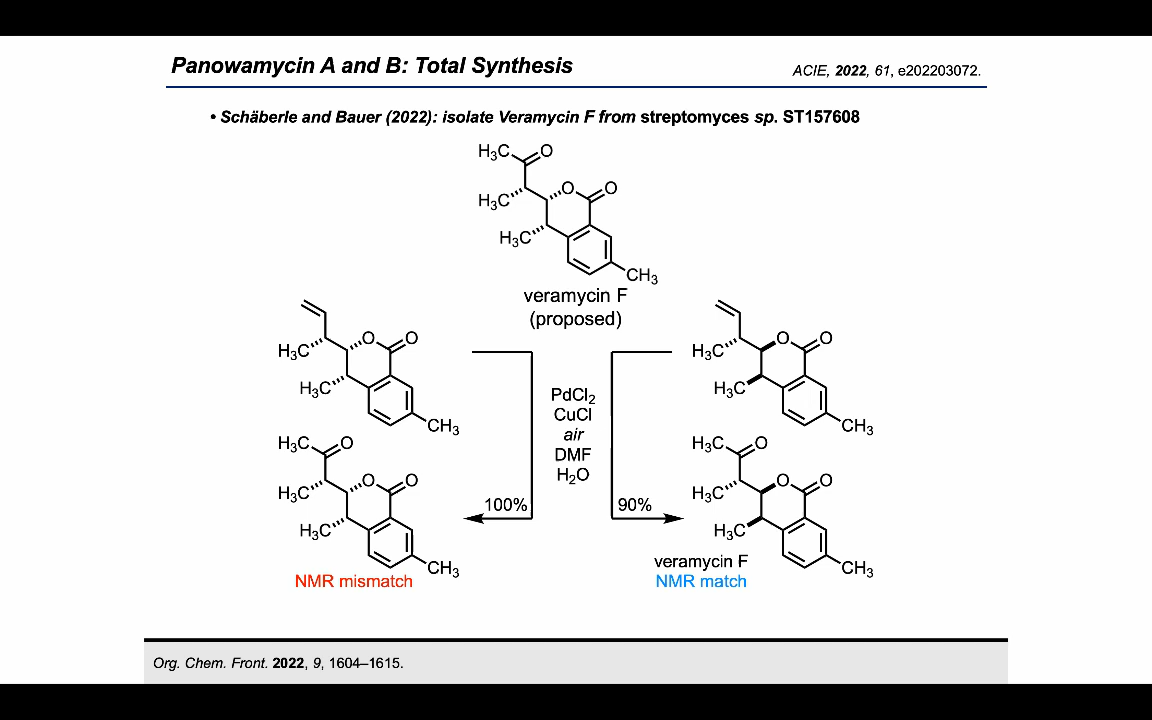 Panowamycin A and B: Total Synthesis
ACIE, 2022, 61, e202203072.
• Schäberle and Bauer (2022): isolate Veramycin F from streptomyces sp. ST157608
H₃C O
H₃C O O
H₃C
CH₃
veramycin F
(proposed)
O O
H₃C
H₃C
CH₃
PdCl₂
CuCl
air
DMF
H₂O
O O
H₃C
H₃C
CH₃
H₃C O
O O
H₃C
H₃C
CH₃
NMR mismatch
100%
90%
H₃C O
O O
H₃C
H₃C
CH₃
veramycin F
NMR match
Org. Chem. Front. 2022, 9, 1604–1615.